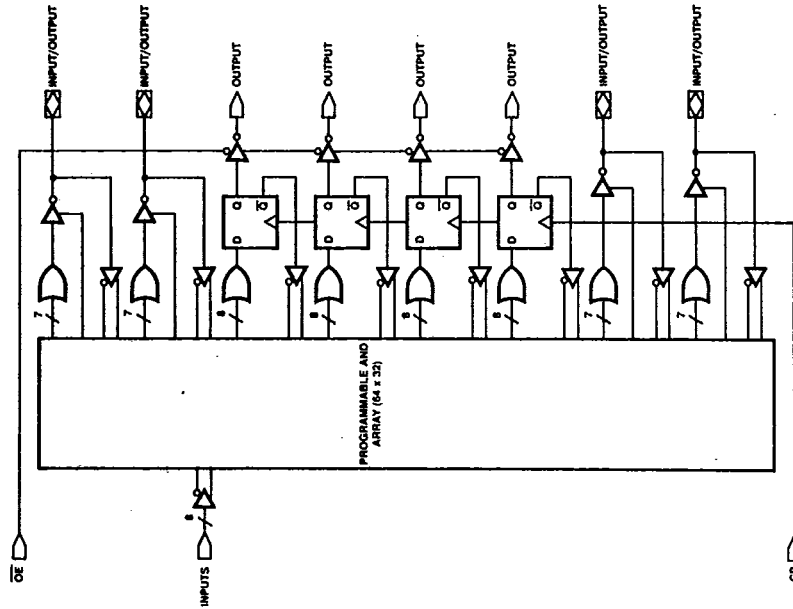 O̅E̅
7
INPUT/OUTPUT
7
INPUT/OUTPUT
8
INPUTS
8
D Q OUTPUT
Q̅
8
D Q OUTPUT
Q̅
PROGRAMMABLE AND
ARRAY (64 x 32)
8
D Q OUTPUT
Q̅
8
D Q OUTPUT
Q̅
7
INPUT/OUTPUT
7
INPUT/OUTPUT